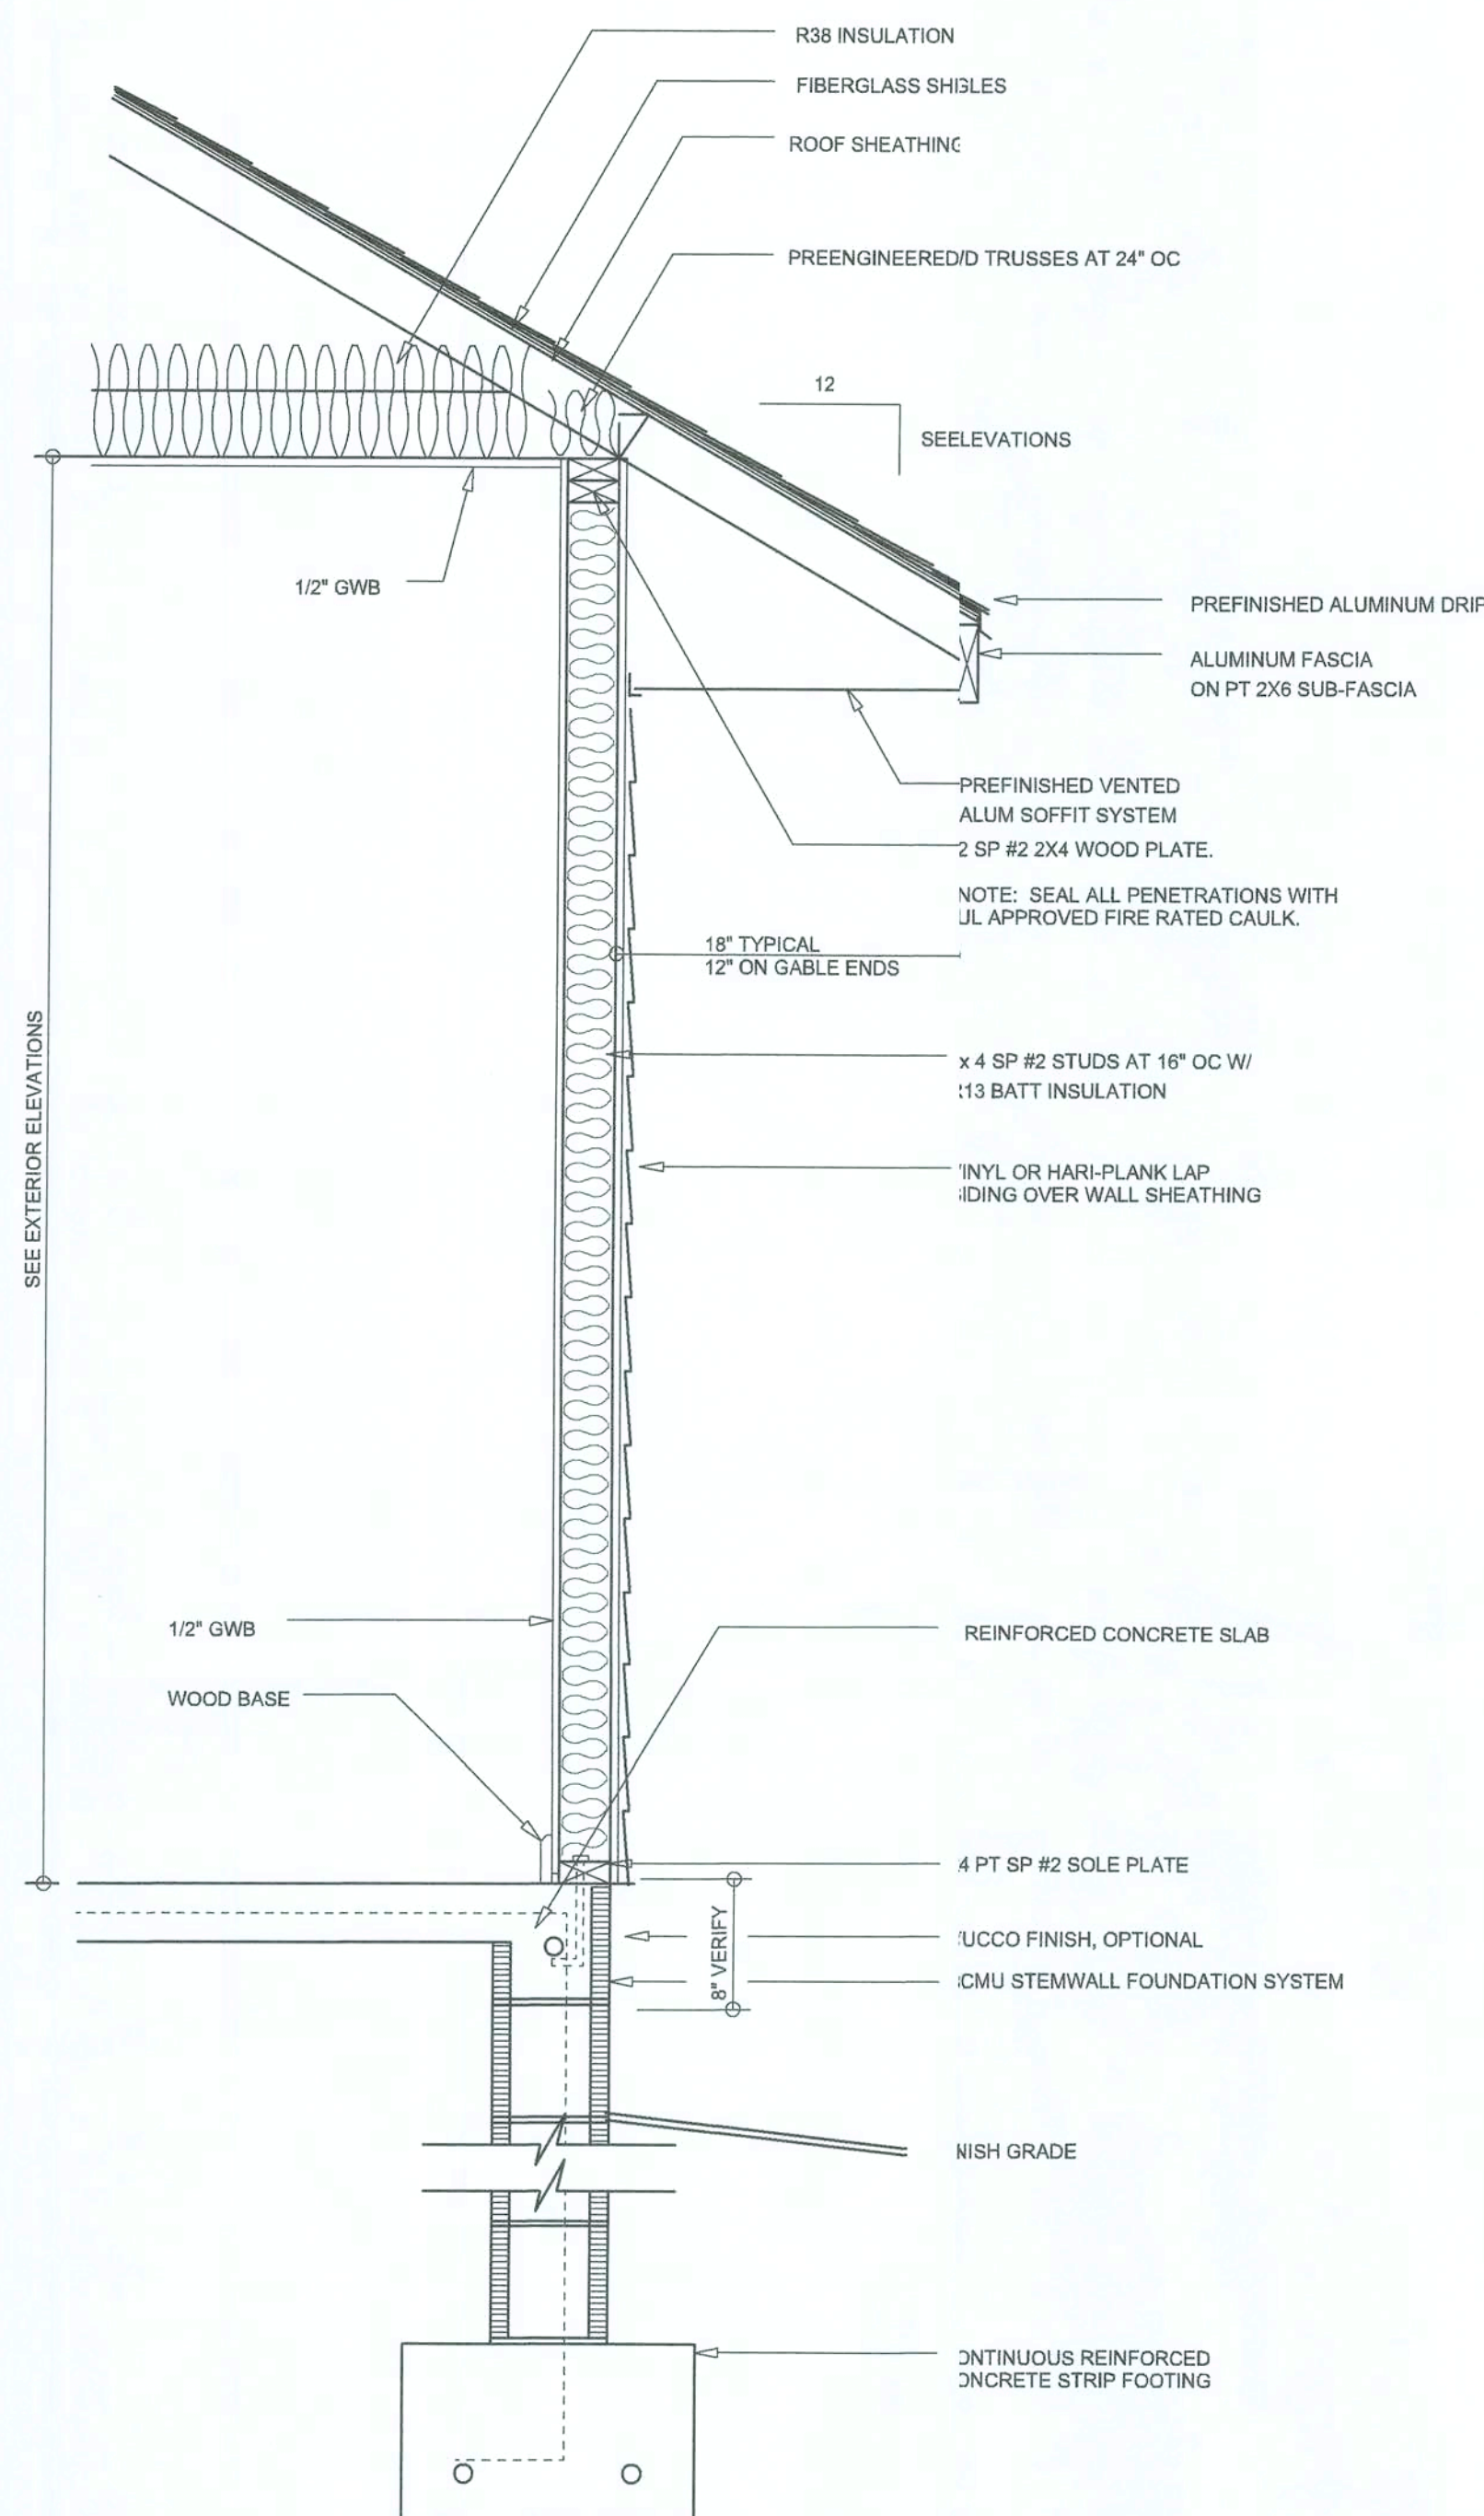 R38 INSULATION
FIBERGLASS SHIGLES
ROOF SHEATHING
PREENGINEERED/D TRUSSES AT 24" OC
12
SEELEVATIONS
1/2" GWB
PREFINISHED ALUMINUM DRIP
ALUMINUM FASCIA
ON PT 2X6 SUB-FASCIA
PREFINISHED VENTED
ALUM SOFFIT SYSTEM
2 SP #2 2X4 WOOD PLATE.
NOTE: SEAL ALL PENETRATIONS WITH
UL APPROVED FIRE RATED CAULK.
18" TYPICAL
12" ON GABLE ENDS
SEE EXTERIOR ELEVATIONS
x 4 SP #2 STUDS AT 16" OC W/
13 BATT INSULATION
INYL OR HARI-PLANK LAP
IDING OVER WALL SHEATHING
1/2" GWB
REINFORCED CONCRETE SLAB
WOOD BASE
4 PT SP #2 SOLE PLATE
8" VERIFY
UCCO FINISH, OPTIONAL
CMU STEMWALL FOUNDATION SYSTEM
NISH GRADE
ONTINUOUS REINFORCED
ONCRETE STRIP FOOTING